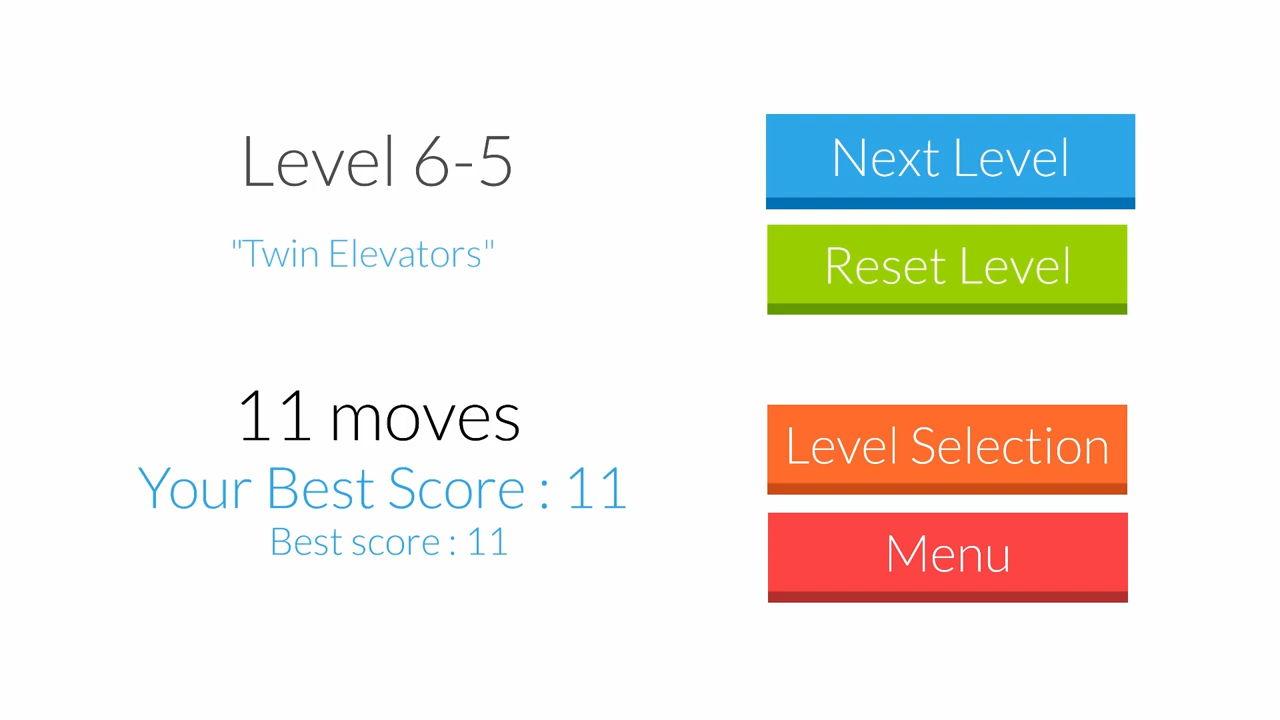 Level 6-5
"Twin Elevators"
11 moves
Your Best Score : 11
Best score : 11
Next Level
Reset Level
Level Selection
Menu